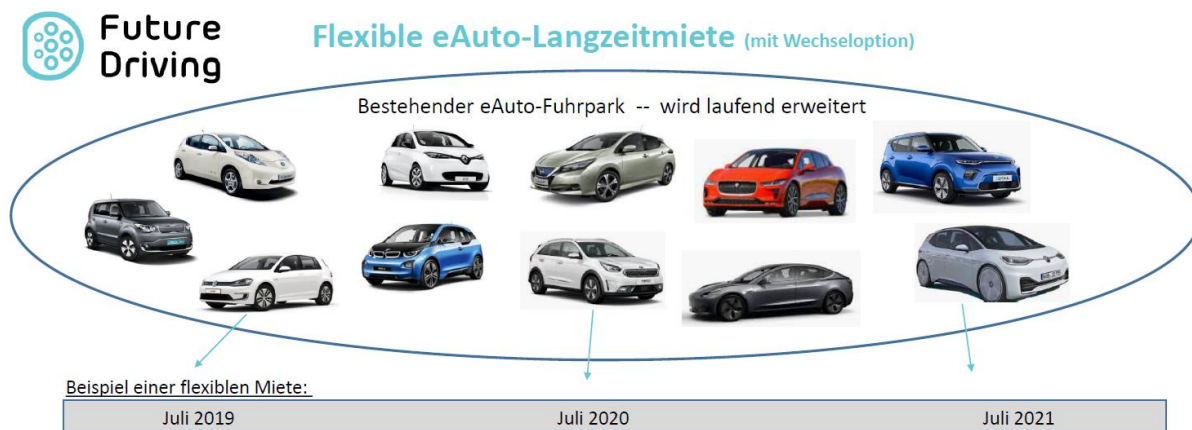 Future
Driving
Flexible eAuto-Langzeitmiete (mit Wechseloption)
Bestehender eAuto-Fuhrpark -- wird laufend erweitert
Beispiel einer flexiblen Miete:
Juli 2019 Juli 2020 Juli 2021